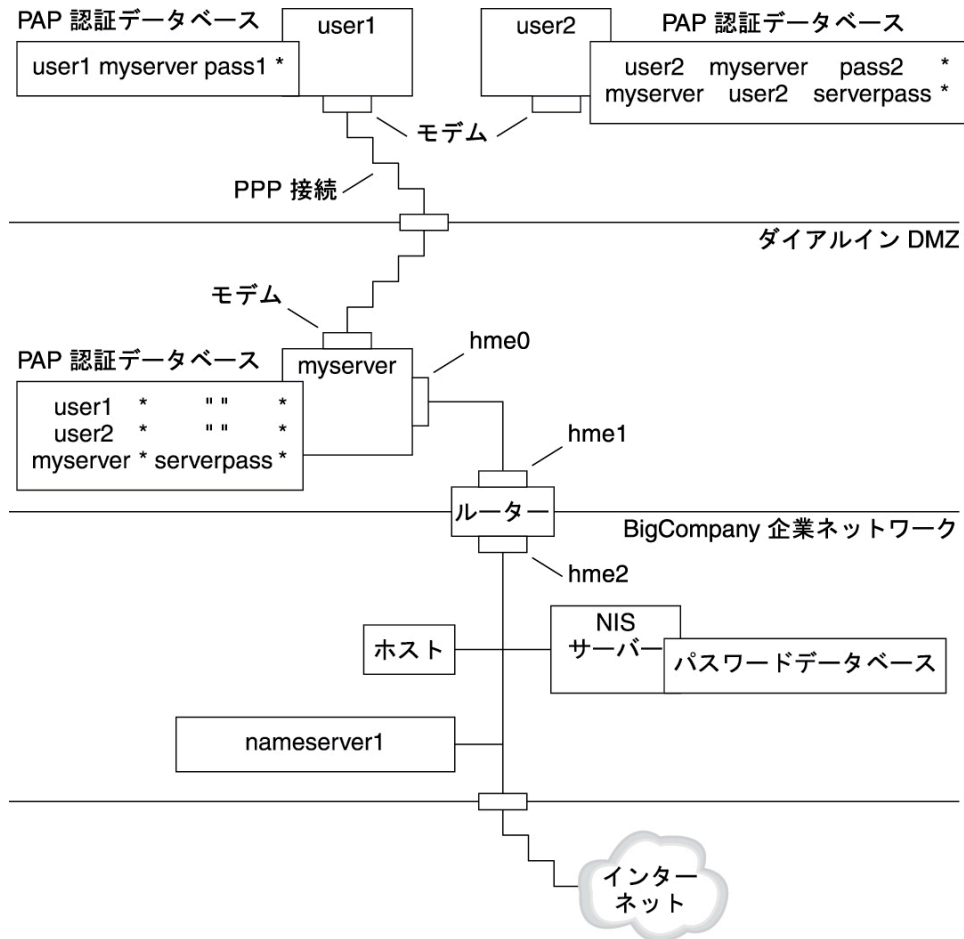 PAP 認証データベース
user1 myserver pass1 *
user1
user2
PAP 認証データベース
user2 myserver pass2 *
myserver user2 serverpass *
モデム
PPP 接続
ダイアルイン DMZ
モデム
hme0
PAP 認証データベース
myserver
user1 * " " *
user2 * " " *
myserver * serverpass *
hme1
ルーター
BigCompany 企業ネットワーク
hme2
ホスト
NIS
サーバー
パスワードデータベース
nameserver1
インター
ネット